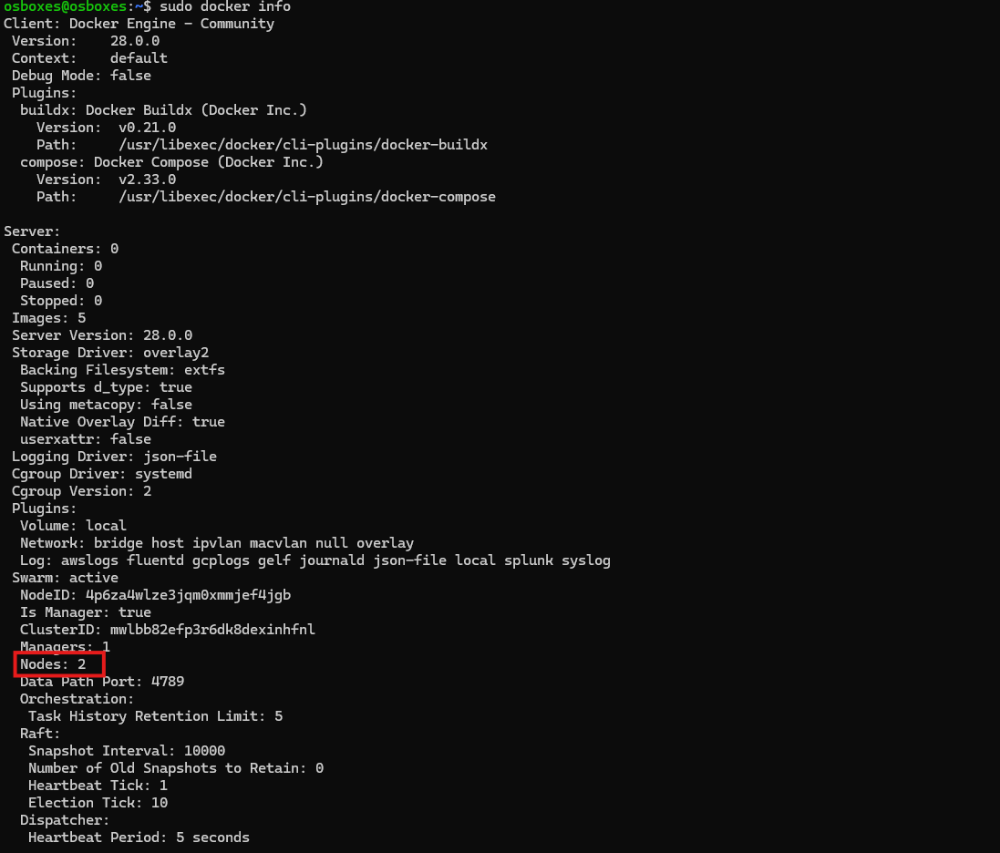 osboxes@osboxes:~$ sudo docker info
Client: Docker Engine - Community
 Version:    28.0.0
 Context:    default
 Debug Mode: false
 Plugins:
  buildx: Docker Buildx (Docker Inc.)
    Version:  v0.21.0
    Path:     /usr/libexec/docker/cli-plugins/docker-buildx
  compose: Docker Compose (Docker Inc.)
    Version:  v2.33.0
    Path:     /usr/libexec/docker/cli-plugins/docker-compose

Server:
 Containers: 0
  Running: 0
  Paused: 0
  Stopped: 0
 Images: 5
 Server Version: 28.0.0
 Storage Driver: overlay2
  Backing Filesystem: extfs
  Supports d_type: true
  Using metacopy: false
  Native Overlay Diff: true
  userxattr: false
 Logging Driver: json-file
 Cgroup Driver: systemd
 Cgroup Version: 2
 Plugins:
  Volume: local
  Network: bridge host ipvlan macvlan null overlay
  Log: awslogs fluentd gcplogs gelf journald json-file local splunk syslog
 Swarm: active
  NodeID: 4p6za4wlze3jqm0xmmjef4jgb
  Is Manager: true
  ClusterID: mwlbb82efp3r6dk8dexinhfnl
  Managers: 1
  Nodes: 2
  Data Path Port: 4789
  Orchestration:
   Task History Retention Limit: 5
  Raft:
   Snapshot Interval: 10000
   Number of Old Snapshots to Retain: 0
   Heartbeat Tick: 1
   Election Tick: 10
  Dispatcher:
   Heartbeat Period: 5 seconds